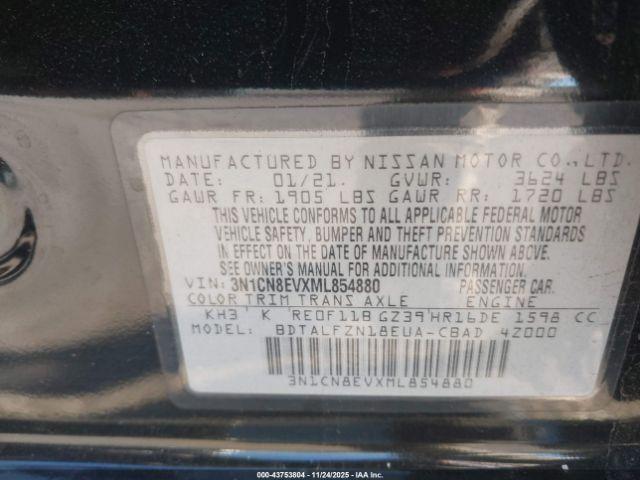 MANUFACTURED BY NISSAN MOTOR CO., LTD.
DATE: 01/21. GVWR: 3624 LBS
GAWR FR: 1905 LBS GAWR RR: 1720 LBS
THIS VEHICLE CONFORMS TO ALL APPLICABLE FEDERAL MOTOR
VEHICLE SAFETY, BUMPER AND THEFT PREVENTION STANDARDS
IN EFFECT ON THE DATE OF MANUFACTURE SHOWN ABOVE.
SEE OWNER'S MANUAL FOR ADDITIONAL INFORMATION.
VIN: 3N1CN8EVXML854880 PASSENGER CAR.
COLOR TRIM TRANS AXLE ENGINE
KH3 K RE0F11B GZ39 HR16DE 1598 CC
MODEL: BDTALFZN18EUA-CBAD 4Z000
3N1CN8EVXML854880
© IAA 43753804 - 11/24/2025 - IAAI.com